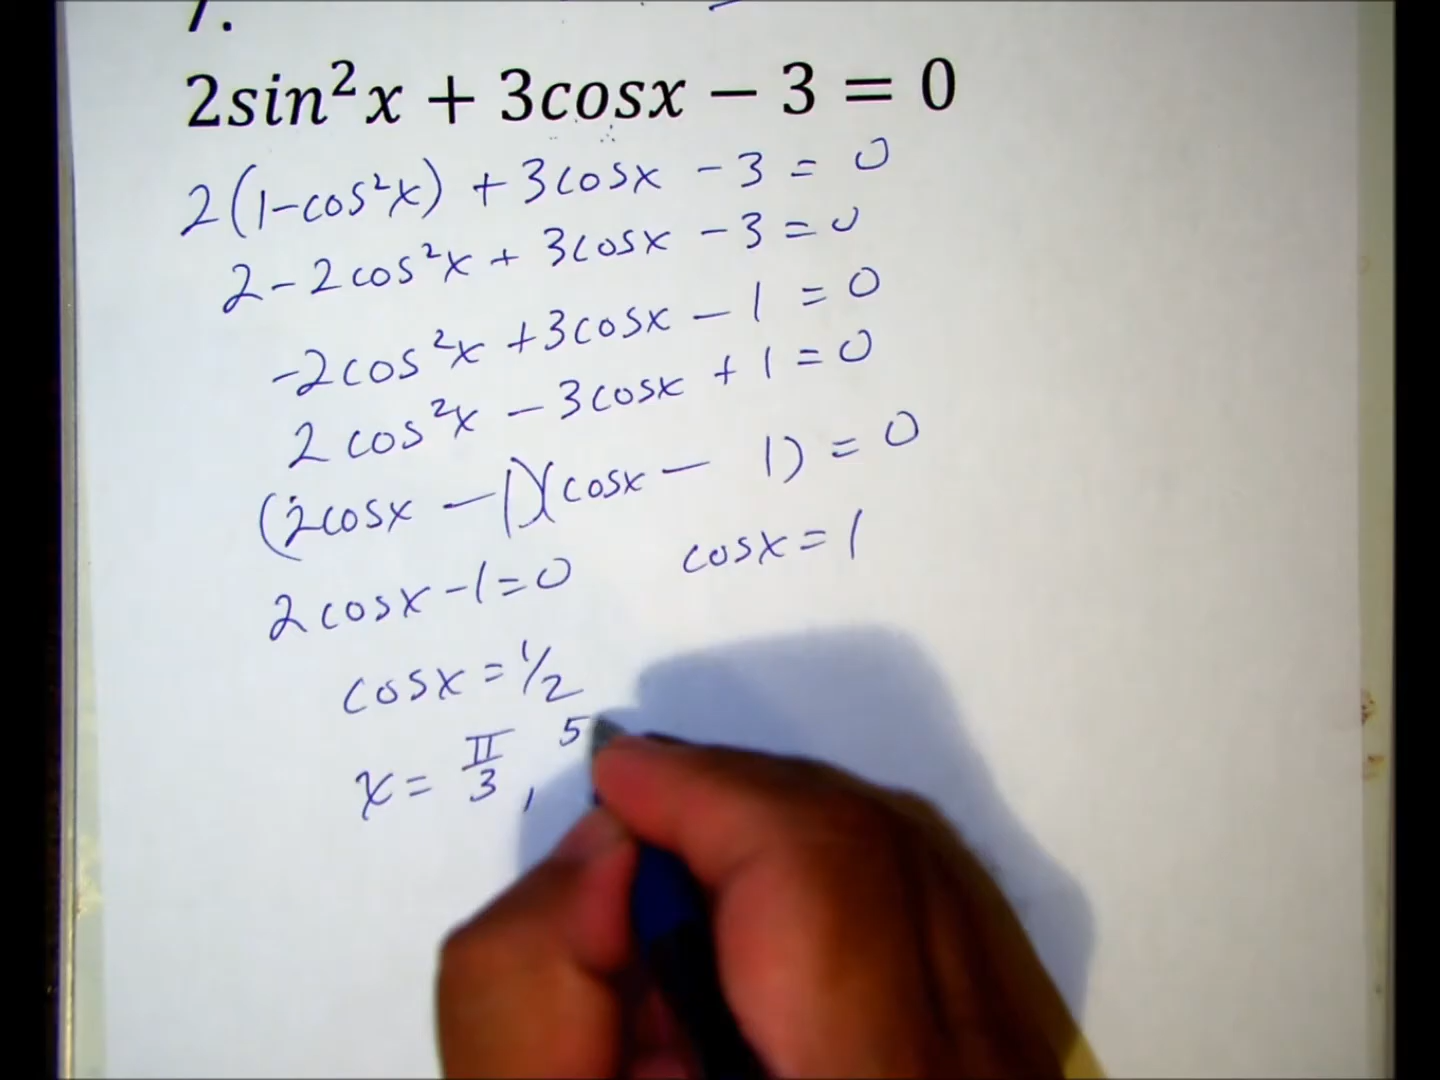 7.
2sin²x + 3cosx − 3 = 0
2(1-cos²x) + 3cosx - 3 = 0
2 - 2cos²x + 3cosx - 3 = 0
-2cos²x + 3cosx - 1 = 0
2cos²x - 3cosx + 1 = 0
(2cosx - 1)(cosx - 1) = 0
2cosx - 1 = 0 cosx = 1
cosx = 1/2
x = π/3, 5